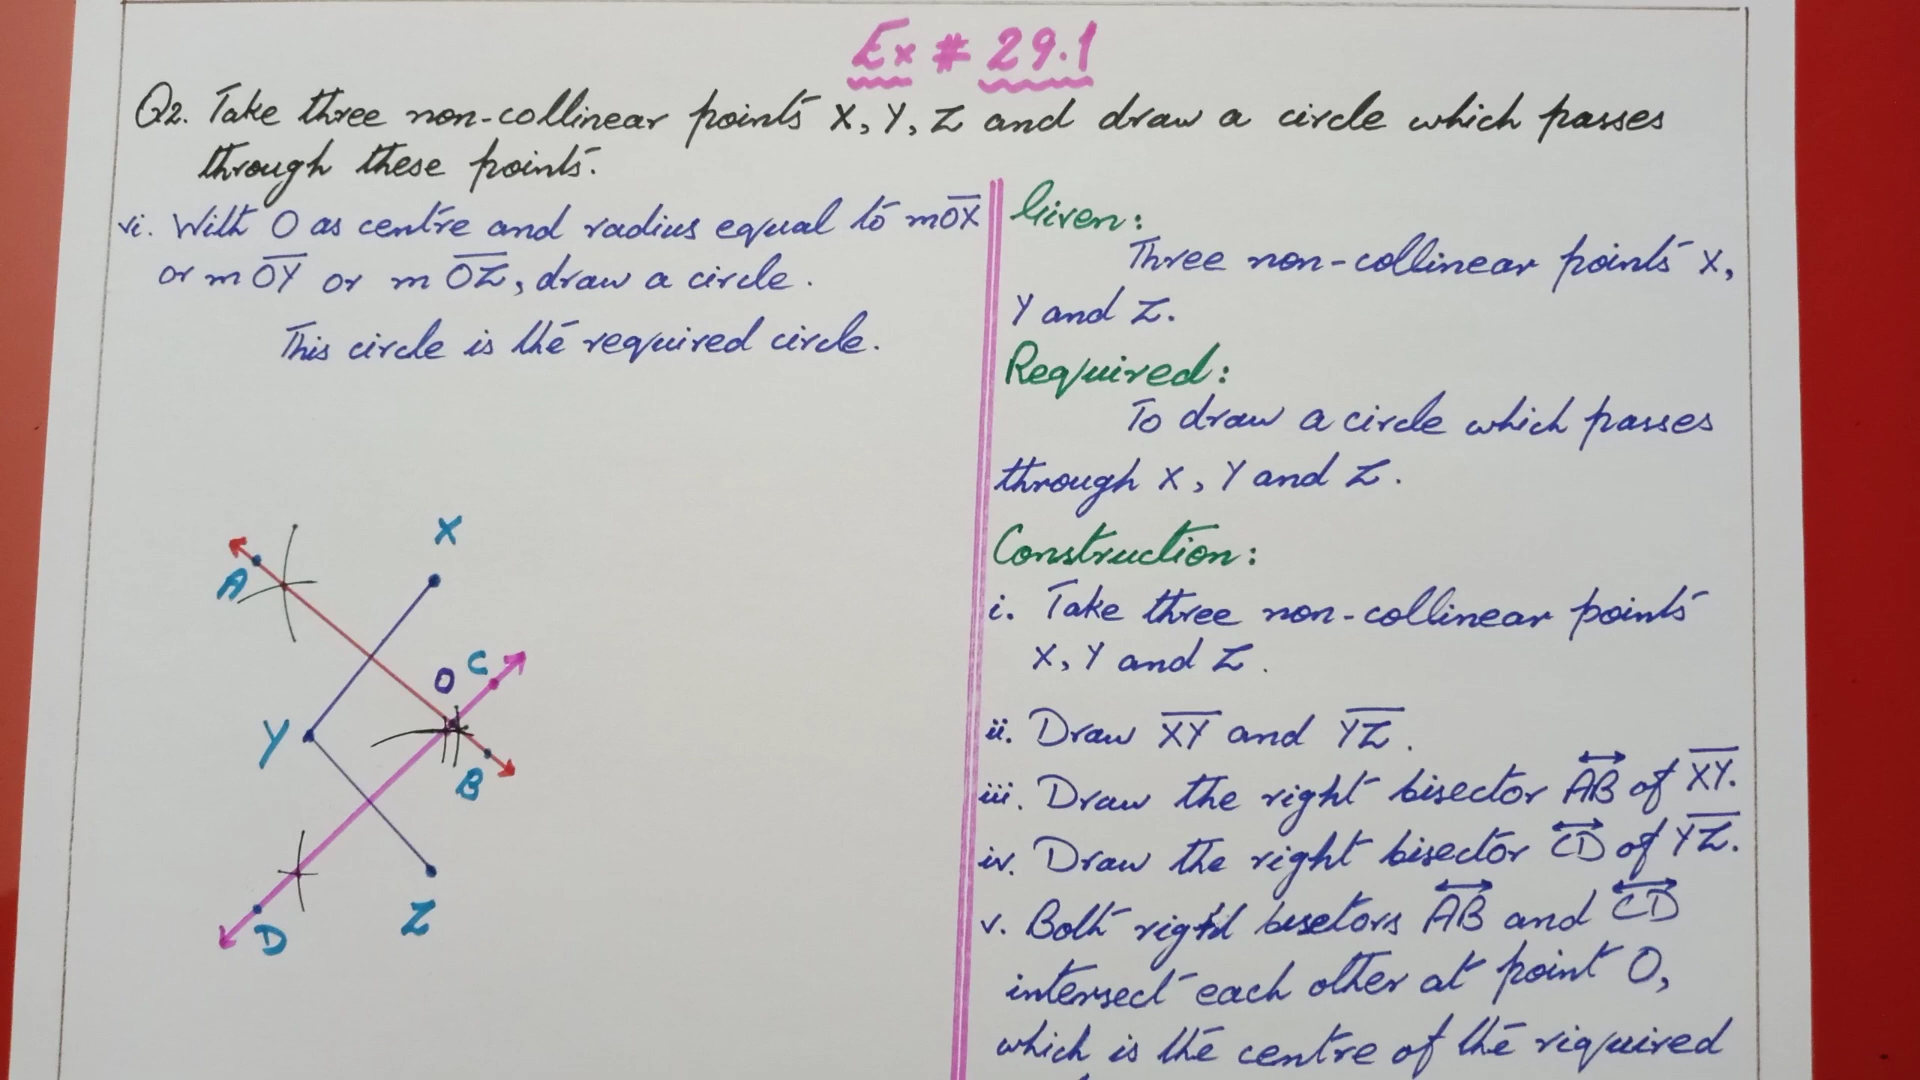 Ex # 29.1
Q2. Take three non-collinear points X, Y, Z and draw a circle which passes
through these points.
vi. With O as centre and radius equal to mOX
or mOY or mOZ, draw a circle.
This circle is the required circle.
X
A
C
O
Y
B
Z
D
Given:
Three non-collinear points X,
Y and Z.
Required:
To draw a circle which passes
through X, Y and Z.
Construction:
i. Take three non-collinear points
X, Y and Z.
ii. Draw XY and YZ.
iii. Draw the right bisector AB of XY.
iv. Draw the right bisector CD of YZ.
v. Both right bisetors AB and CD
intersect each other at point O,
which is the centre of the riquired